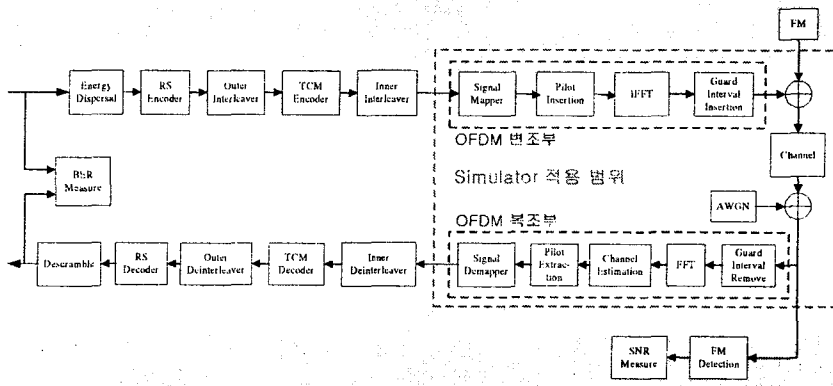 FM
Energy
Dispersal
RS
Encoder
Outer
Interleaver
TCM
Encoder
Inner
Interleaver
Signal
Mapper
Pilot
Insertion
IFFT
Guard
Interval
Insertion
OFDM 변조부
BER
Measure
Channel
Simulator 적용 범위
AWGN
OFDM 복조부
Descramble
RS
Decoder
Outer
Deinterleaver
TCM
Decoder
Inner
Deinterleaver
Signal
Demapper
Pilot
Extrac-
tion
Channel
Estimation
FFT
Guard
Interval
Remove
SNR
Measure
FM
Detection